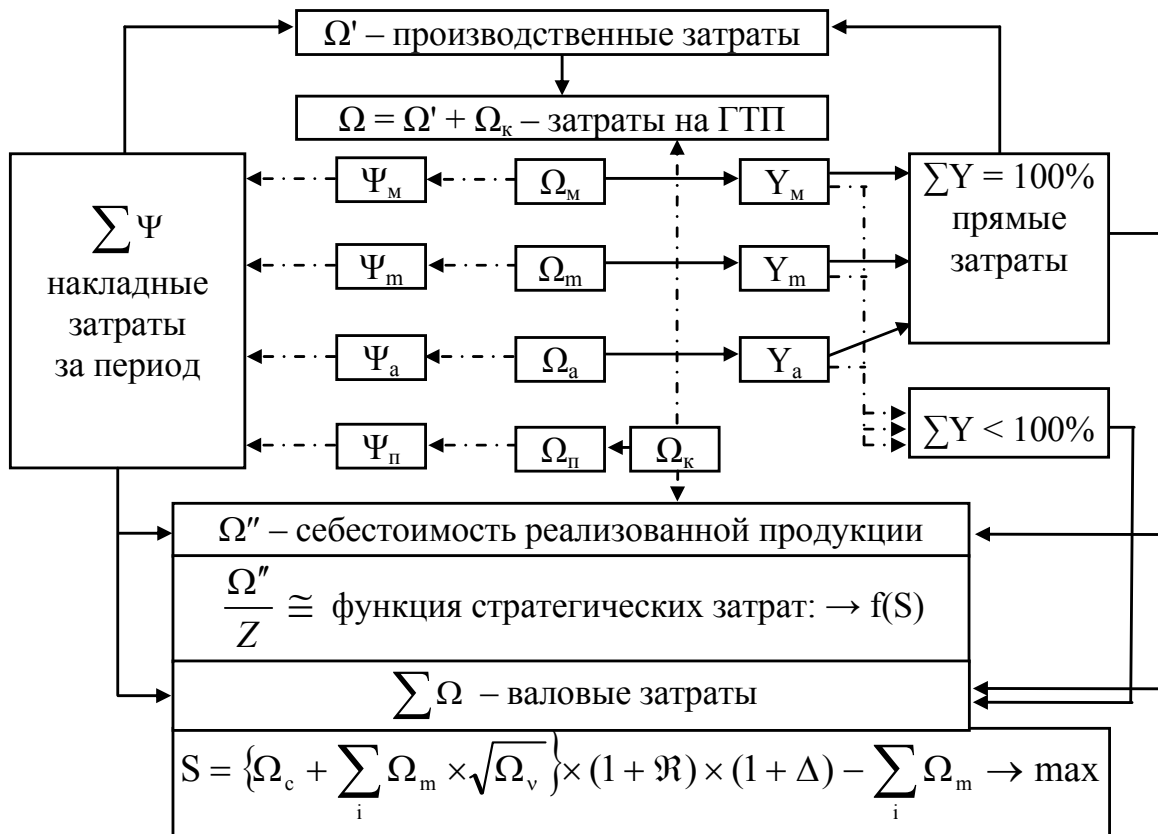 Ω' – производственные затраты
Ω = Ω' + Ωк – затраты на ГТП
∑Ψ
накладные
затраты
за период
Ψм Ωм Yм
Ψm Ωm Ym
Ψа Ωа Yа
Ψп Ωп Ωк
∑Y = 100%
прямые
затраты
∑Y < 100%
Ω″ – себестоимость реализованной продукции
Ω″/Z ≅ функция стратегических затрат: → f(S)
∑Ω – валовые затраты
S = {Ωc + ∑i Ωm × √Ων} × (1 + ℜ) × (1 + Δ) − ∑i Ωm → max